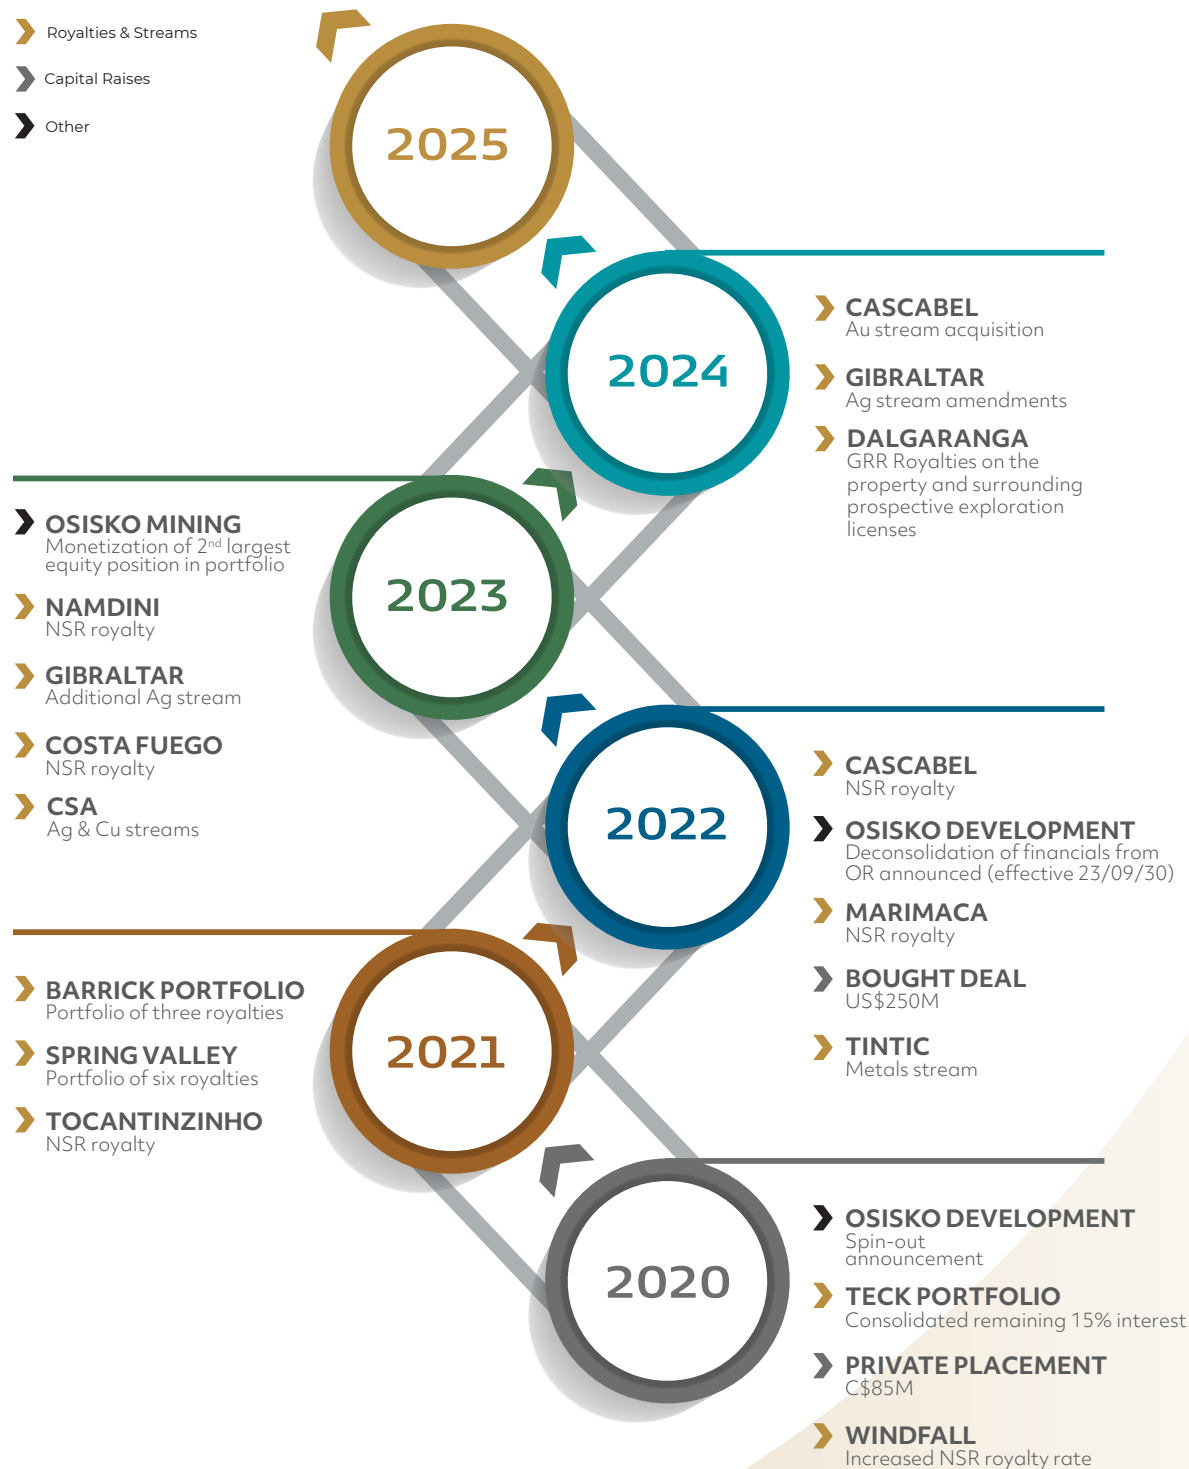 Royalties & Streams
Capital Raises
Other
2025
2024
CASCABEL
Au stream acquisition
GIBRALTAR
Ag stream amendments
DALGARANGA
GRR Royalties on the
property and surrounding
prospective exploration
licenses
2023
OSISKO MINING
Monetization of 2nd largest
equity position in portfolio
NAMDINI
NSR royalty
GIBRALTAR
Additional Ag stream
COSTA FUEGO
NSR royalty
CSA
Ag & Cu streams
2022
CASCABEL
NSR royalty
OSISKO DEVELOPMENT
Deconsolidation of financials from
OR announced (effective 23/09/30)
MARIMACA
NSR royalty
BOUGHT DEAL
US$250M
TINTIC
Metals stream
2021
BARRICK PORTFOLIO
Portfolio of three royalties
SPRING VALLEY
Portfolio of six royalties
TOCANTINZINHO
NSR royalty
2020
OSISKO DEVELOPMENT
Spin-out
announcement
TECK PORTFOLIO
Consolidated remaining 15% interest
PRIVATE PLACEMENT
C$85M
WINDFALL
Increased NSR royalty rate